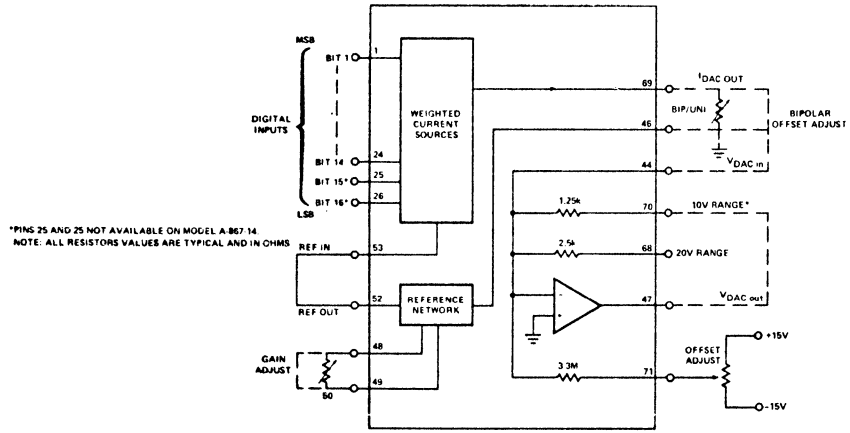 MSB
BIT 1
1
DIGITAL
INPUTS
BIT 14
24
BIT 15*
25
BIT 16*
26
LSB
WEIGHTED
CURRENT
SOURCES
*PINS 25 AND 25 NOT AVAILABLE ON MODEL A-867-14.
NOTE: ALL RESISTORS VALUES ARE TYPICAL AND IN OHMS
REF IN
53
REF OUT
52
REFERENCE
NETWORK
GAIN
ADJUST
48
49
50
69
IDAC OUT
BIP/UNI
46
BIPOLAR
OFFSET ADJUST
44
VDAC in
1.25k
70
10V RANGE*
2.5k
68
20V RANGE
-
+
47
VDAC out
3.3M
71
OFFSET
ADJUST
+15V
-15V